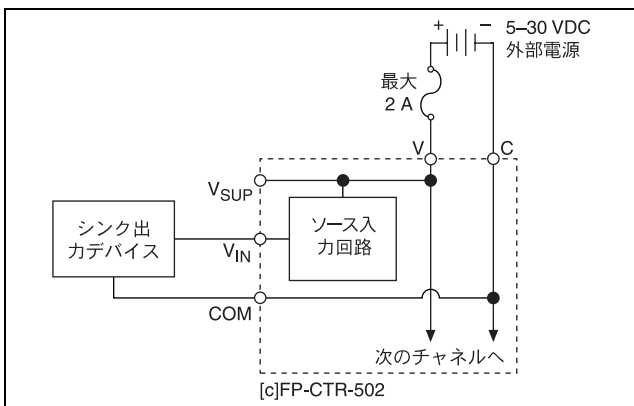 + − 5–30 VDC
外部電源
最大
2 A
V
C
VSUP
シンク出
力デバイス
ソース入
力回路
VIN
COM
次のチャネルへ
[c]FP-CTR-502